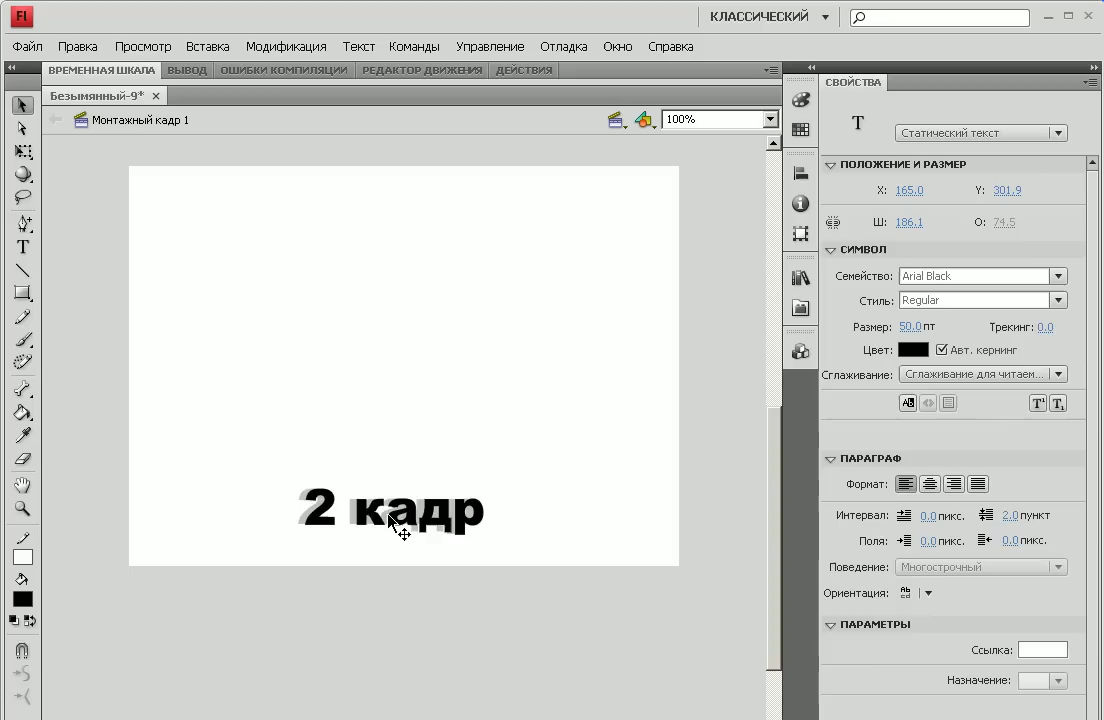 Fl КЛАССИЧЕСКИЙ
Файл Правка Просмотр Вставка Модификация Текст Команды Управление Отладка Окно Справка
ВРЕМЕННАЯ ШКАЛА ВЫВОД ОШИБКИ КОМПИЛЯЦИИ РЕДАКТОР ДВИЖЕНИЯ ДЕЙСТВИЯ
Безымянный-9* ×
Монтажный кадр 1 100%
2 кадр
СВОЙСТВА
T Статический текст
ПОЛОЖЕНИЕ И РАЗМЕР
X: 165.0 Y: 301.9
Ш: 186.1 О: 74.5
СИМВОЛ
Семейство: Arial Black
Стиль: Regular
Размер: 50.0 пт Трекинг: 0.0
Цвет: Авт. кернинг
Сглаживание: Сглаживание для читаем...
ПАРАГРАФ
Формат:
Интервал: 0.0 пикс. 2.0 пункт
Поля: 0.0 пикс. 0.0 пикс.
Поведение: Многострочный
Ориентация:
ПАРАМЕТРЫ
Ссылка:
Назначение: